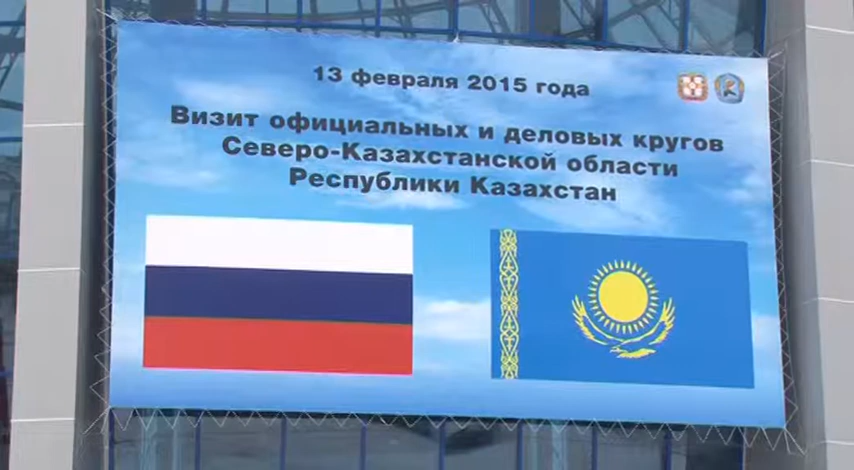 13 февраля 2015 года
Визит официальных и деловых кругов
Северо-Казахстанской области
Республики Казахстан